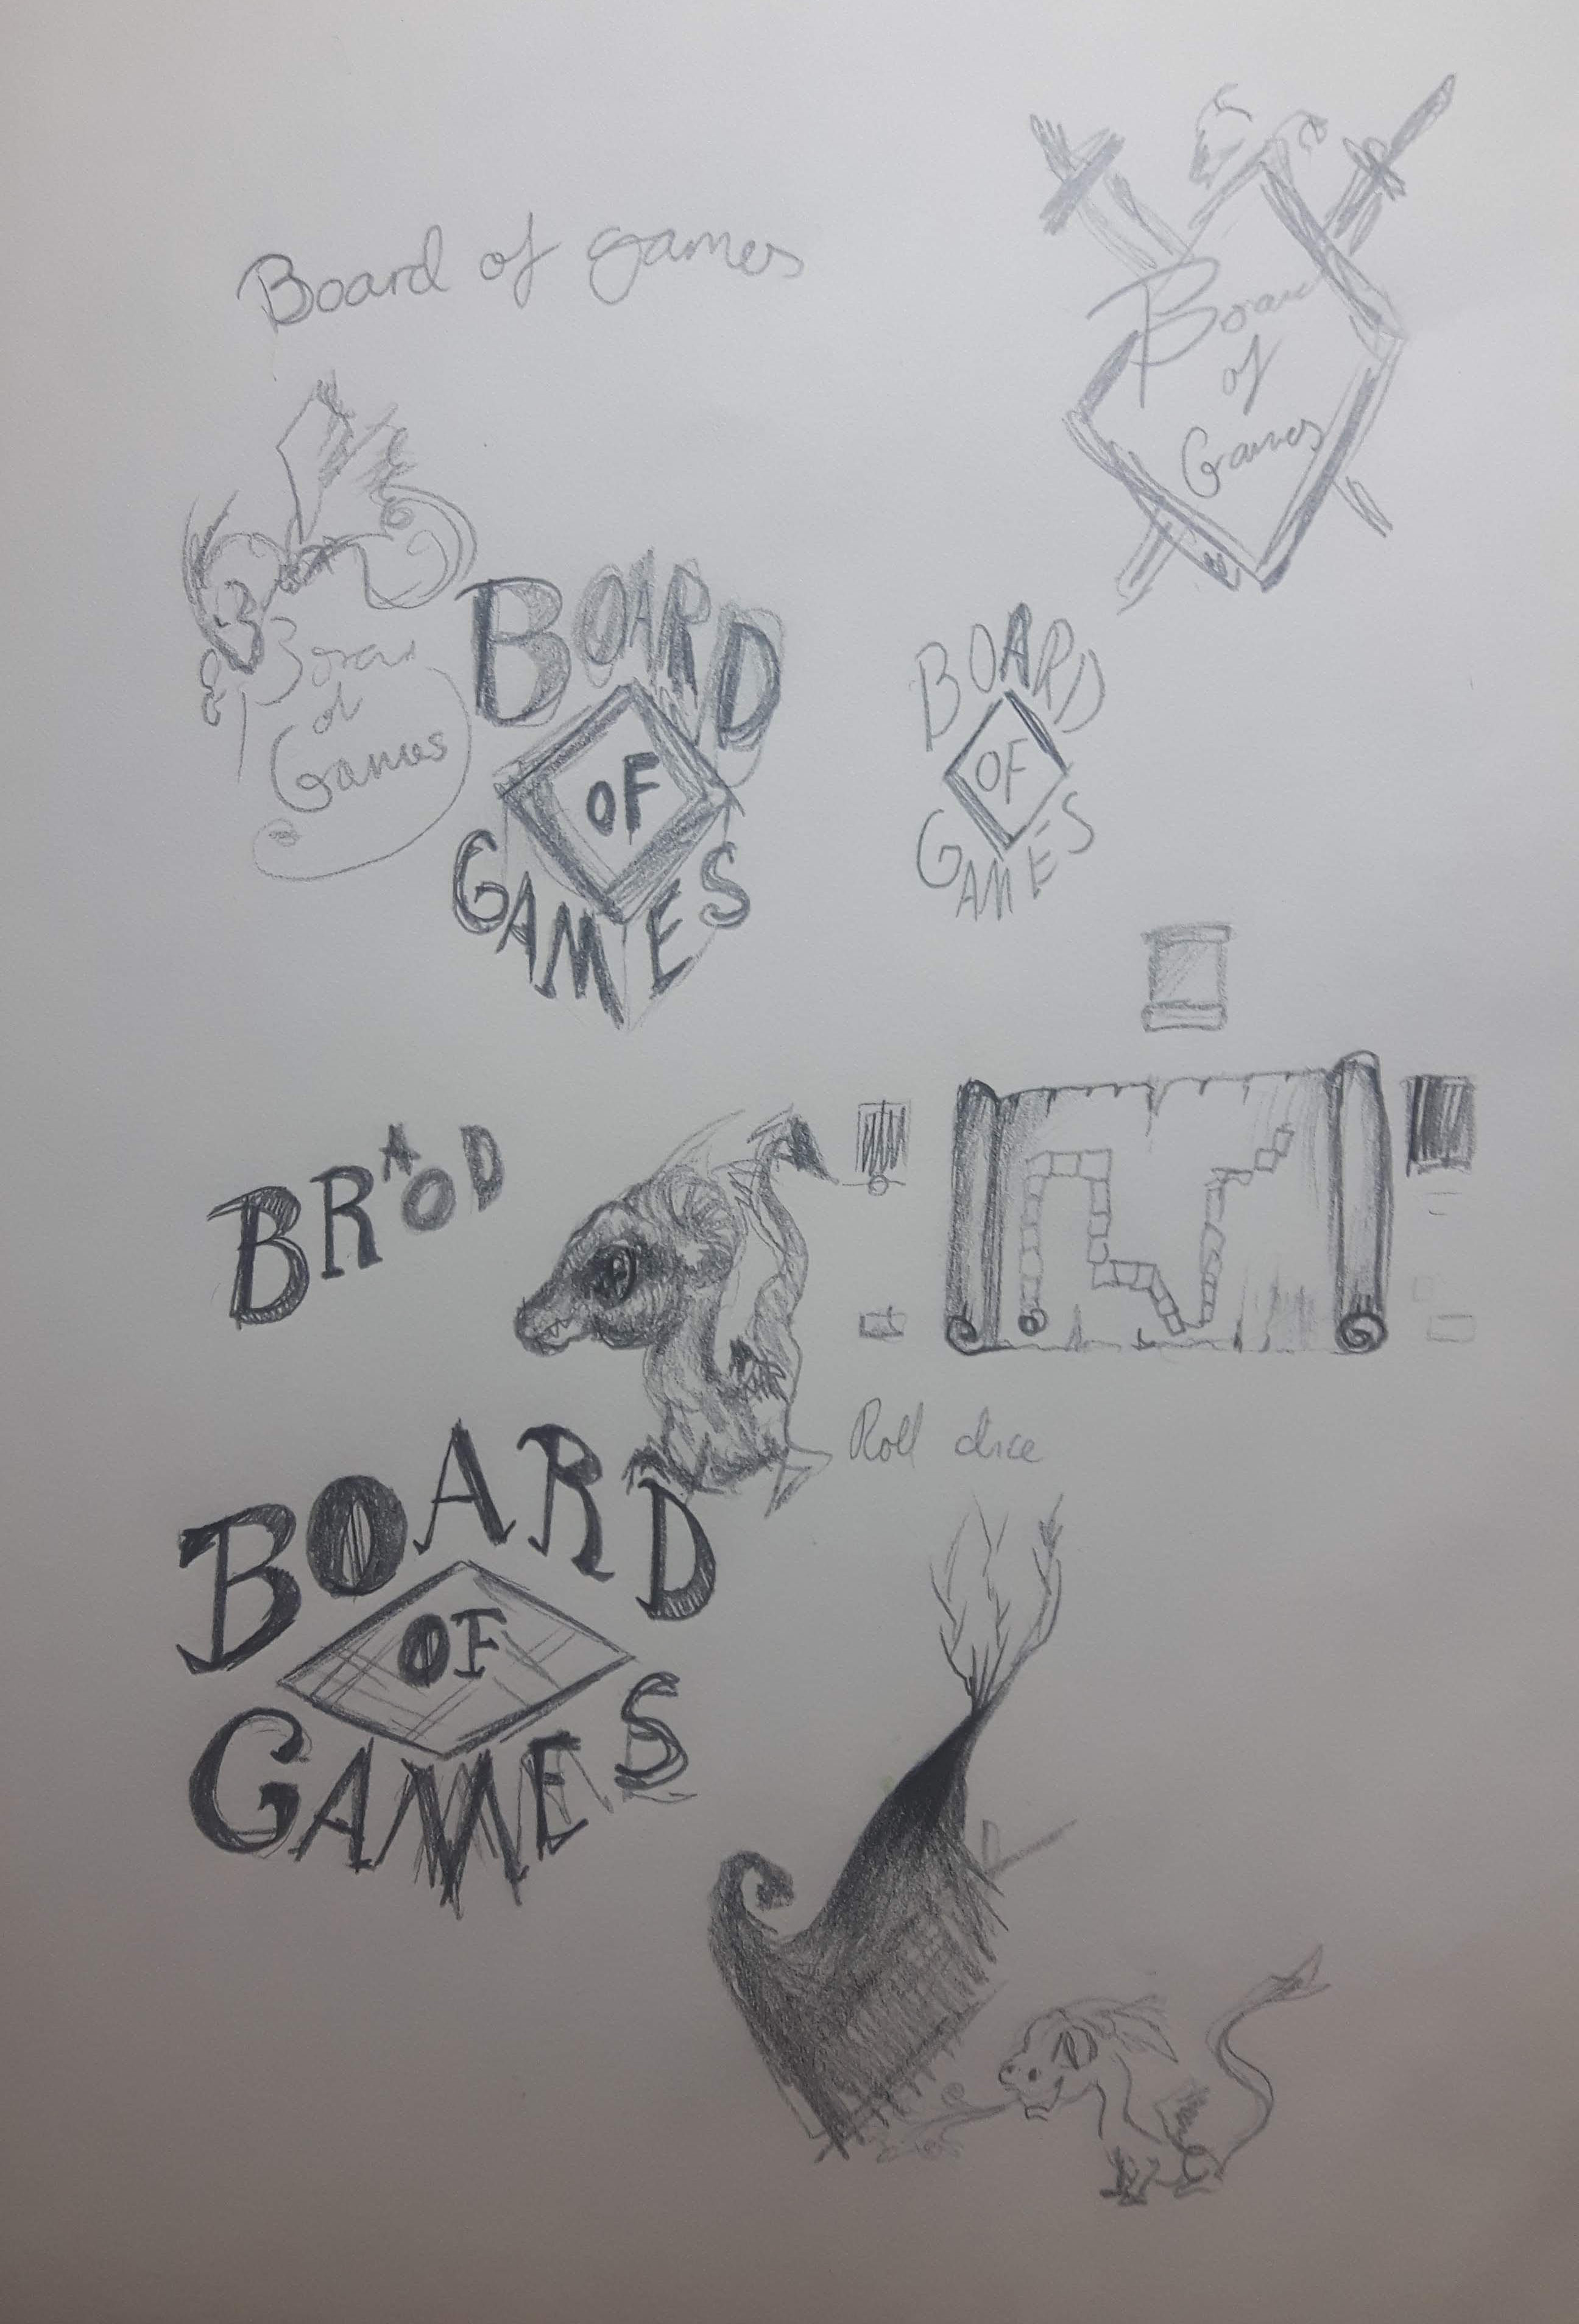 Board of games
Board
of
Games
Board
of
Games
BOARD
OF
GAMES
BOARD
OF
GAMES
BRAOD
Roll dice
BOARD
OF
GAMES